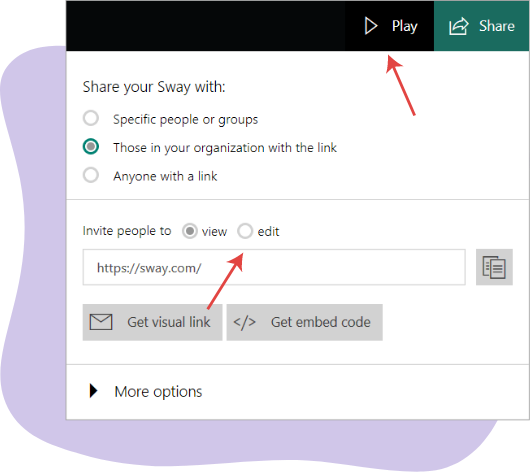 Play Share
Share your Sway with:
Specific people or groups
Those in your organization with the link
Anyone with a link
Invite people to view edit
https://sway.com/
Get visual link </> Get embed code
More options